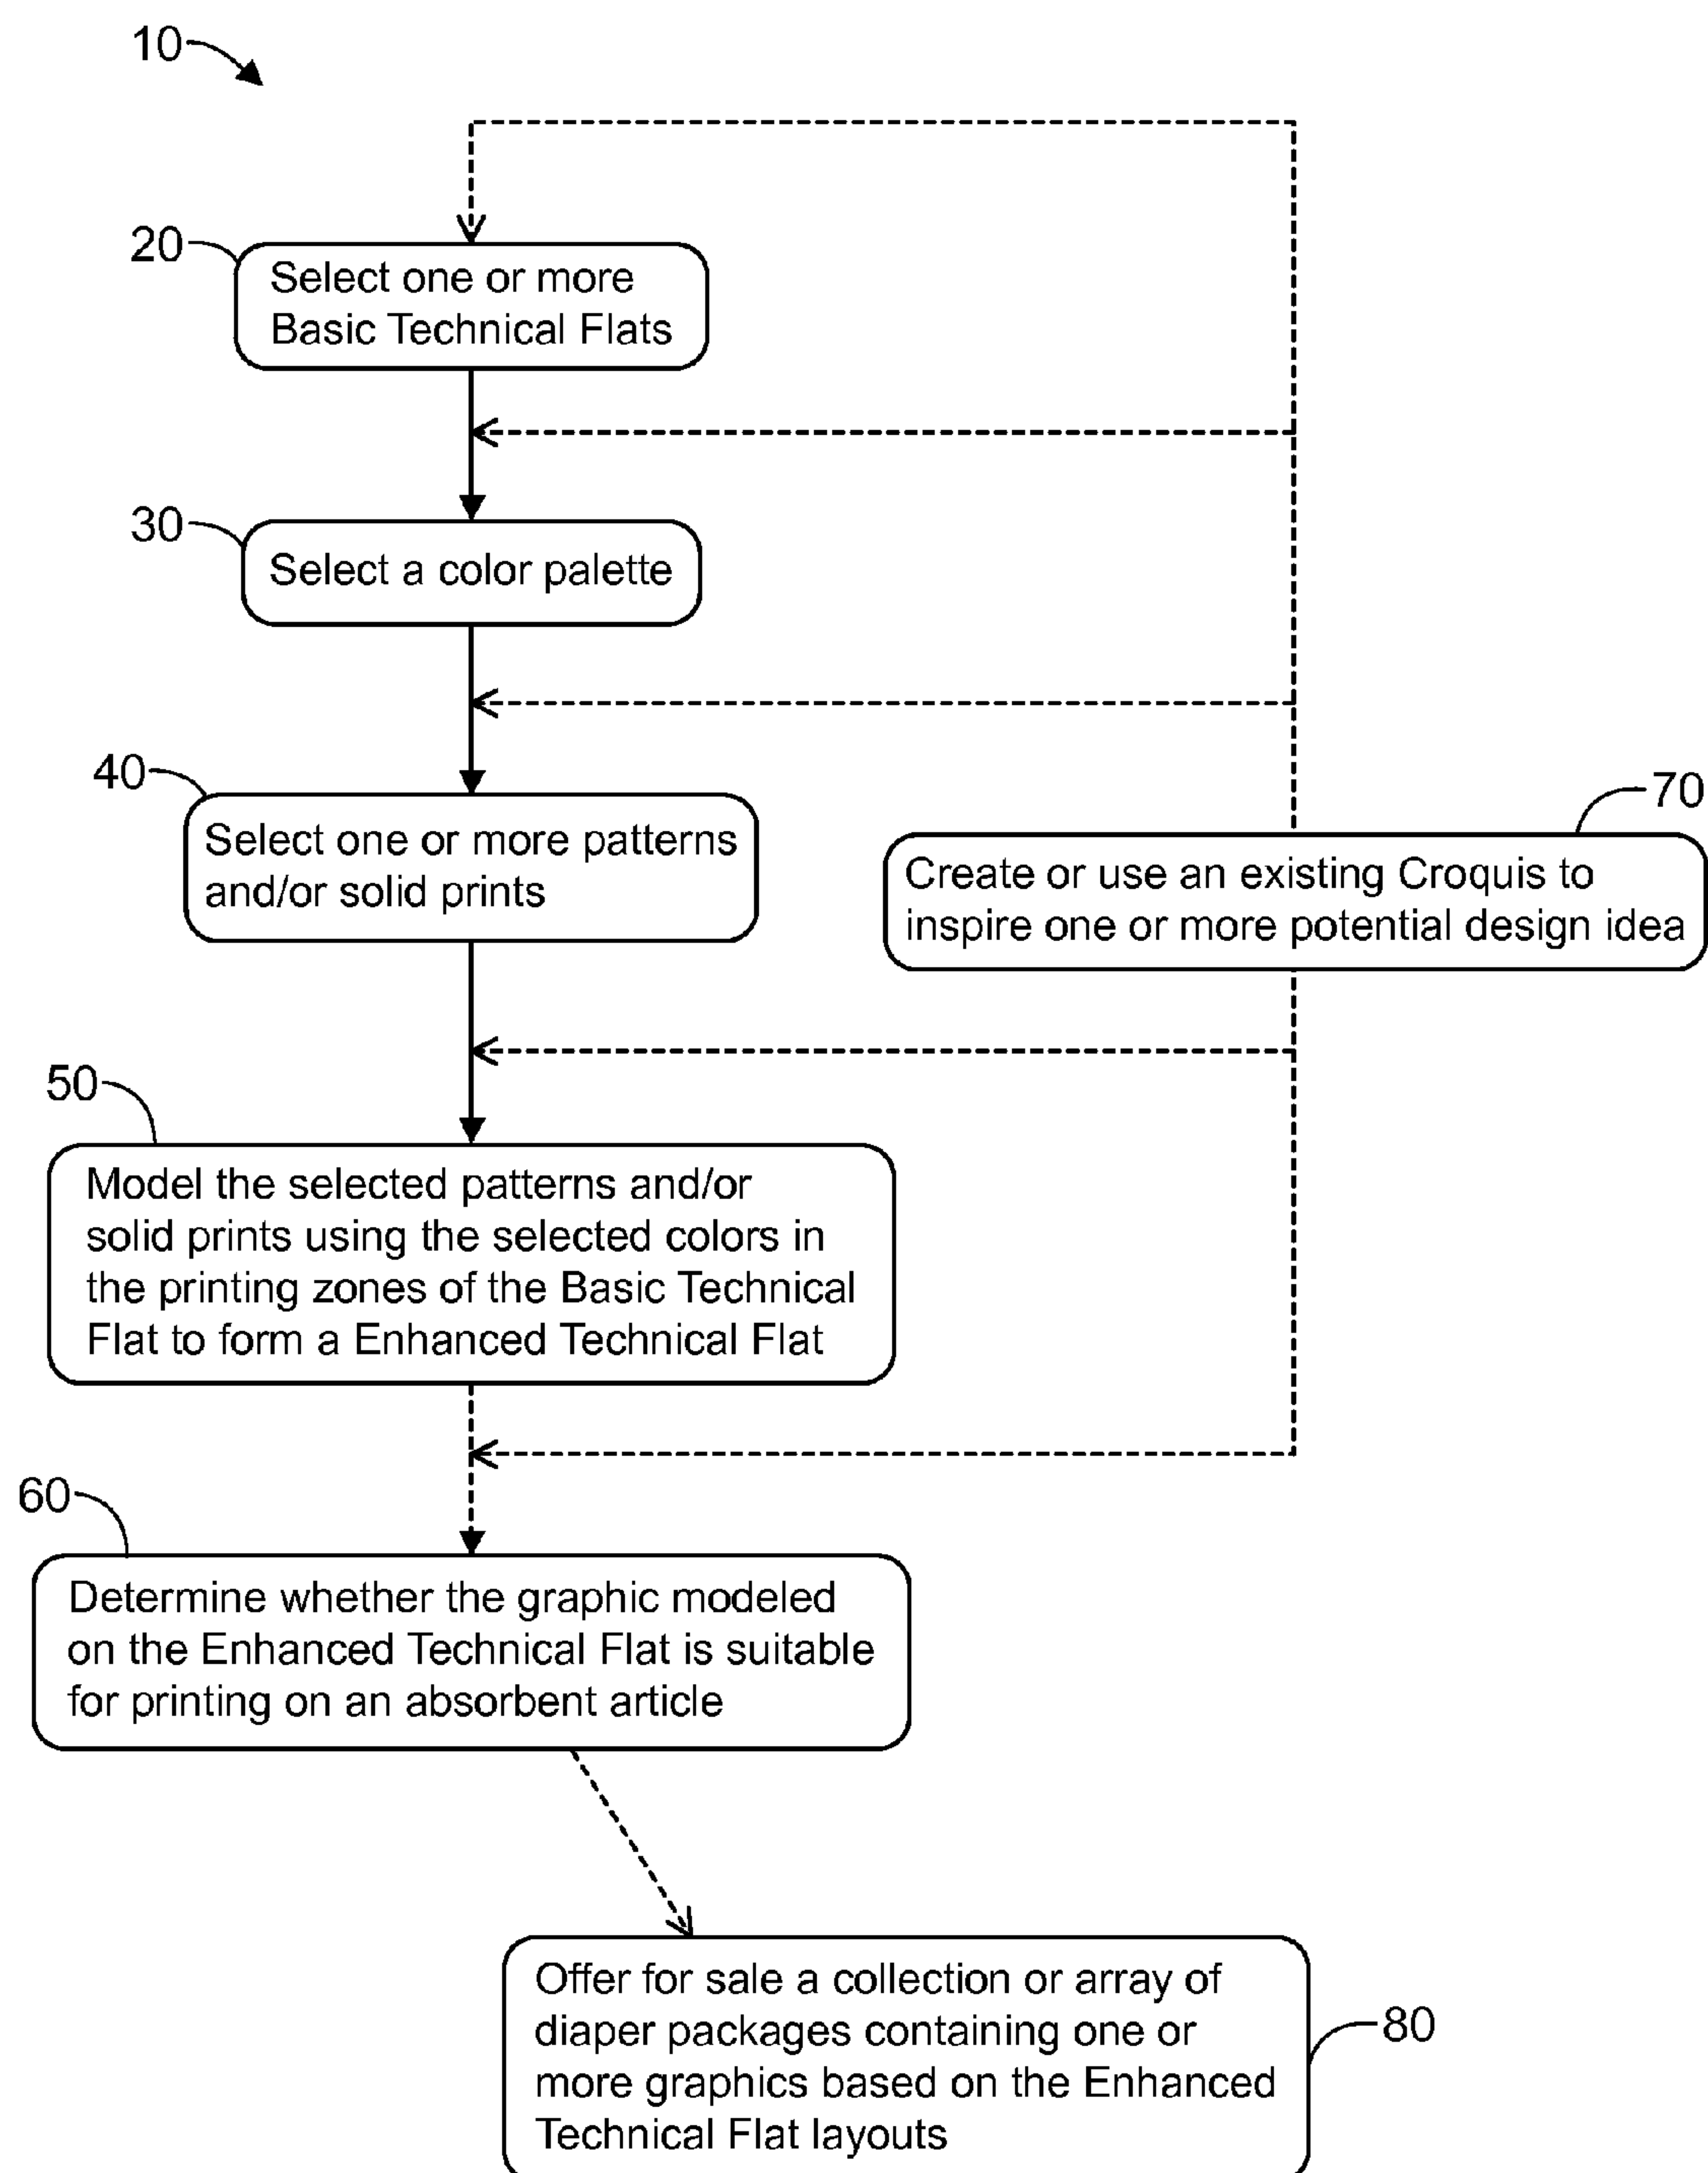 10
20
Select one or more
Basic Technical Flats
30
Select a color palette
40
Select one or more patterns
and/or solid prints
70
Create or use an existing Croquis to
inspire one or more potential design idea
50
Model the selected patterns and/or
solid prints using the selected colors in
the printing zones of the Basic Technical
Flat to form a Enhanced Technical Flat
60
Determine whether the graphic modeled
on the Enhanced Technical Flat is suitable
for printing on an absorbent article
Offer for sale a collection or array of
diaper packages containing one or
more graphics based on the Enhanced
Technical Flat layouts
80